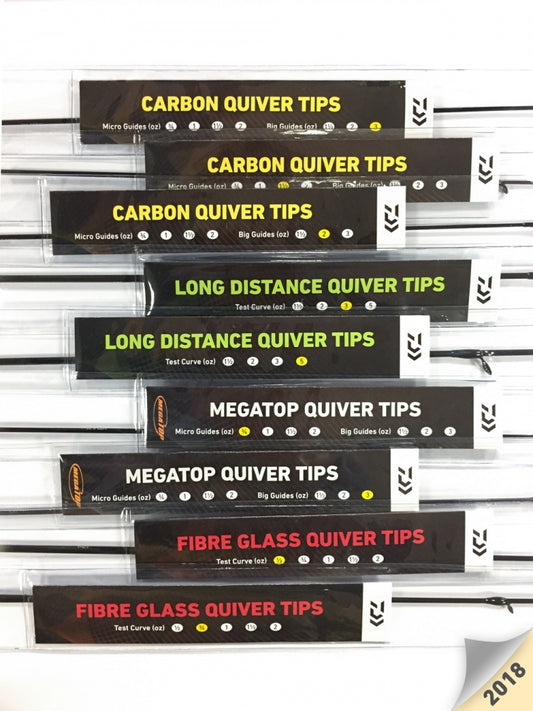 CARBON QUIVER TIPS
Micro Guides (oz) ¾ 1 1½ 2 Big Guides (oz) 1½ 2 3
CARBON QUIVER TIPS
Micro Guides (oz) ¾ 1 1½ 2 Big Guides (oz) 1½ 2 3
CARBON QUIVER TIPS
Micro Guides (oz) ¾ 1 1½ 2 Big Guides (oz) 1½ 2 3
LONG DISTANCE QUIVER TIPS
Test Curve (oz) 1½ 2 3 5
LONG DISTANCE QUIVER TIPS
Test Curve (oz) 1½ 2 3 5
MEGATOP
MEGATOP QUIVER TIPS
Micro Guides (oz) ¾ 1 1½ 2 Big Guides (oz) 1½ 2 3
MEGATOP
MEGATOP QUIVER TIPS
Micro Guides (oz) ¾ 1 1½ 2 Big Guides (oz) 1½ 2 3
FIBRE GLASS QUIVER TIPS
Test Curve (oz) ½ ¾ 1 1½ 2
FIBRE GLASS QUIVER TIPS
Test Curve (oz) ½ ¾ 1 1½ 2
2018